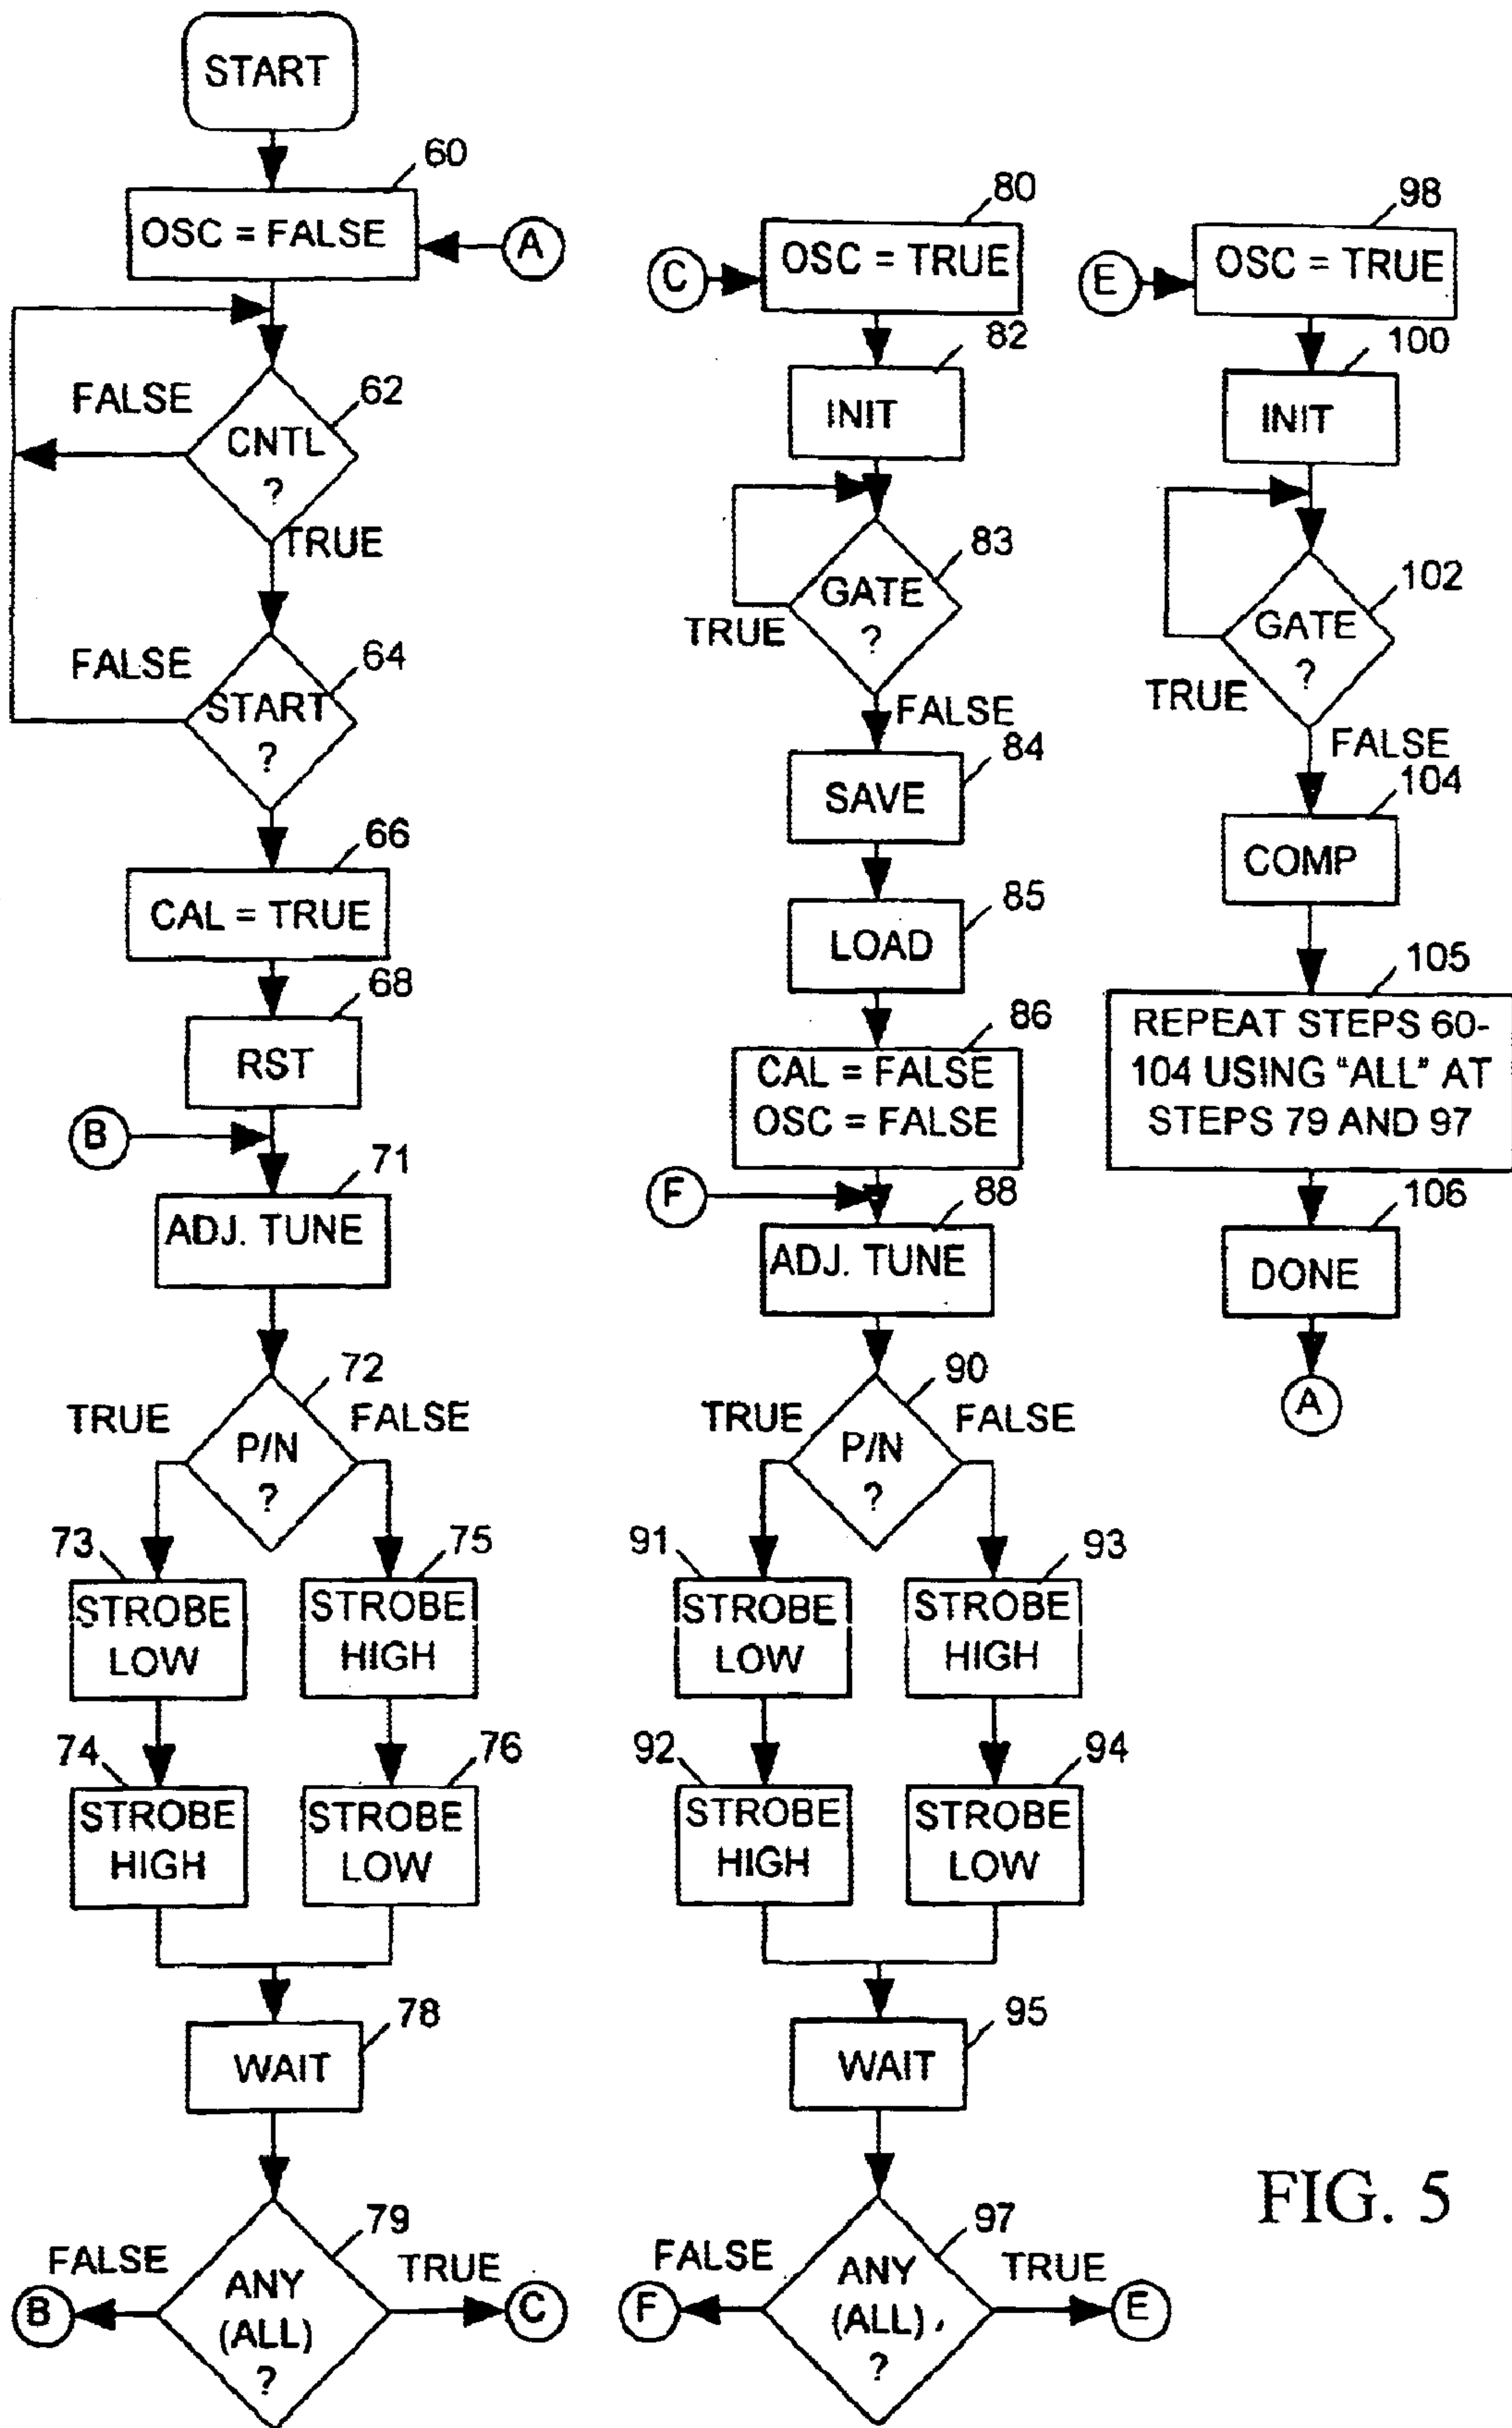 START
60
OSC = FALSE
A
FALSE
62
CNTL
?
TRUE
FALSE
64
START
?
66
CAL = TRUE
68
RST
B
71
ADJ. TUNE
72
TRUE
FALSE
P/N
?
73
STROBE
LOW
75
STROBE
HIGH
74
STROBE
HIGH
76
STROBE
LOW
78
WAIT
79
FALSE
TRUE
ANY
(ALL)
?
B
C
80
C
OSC = TRUE
82
INIT
83
GATE
?
TRUE
FALSE
84
SAVE
85
LOAD
86
CAL = FALSE
OSC = FALSE
F
88
ADJ. TUNE
90
TRUE
FALSE
P/N
?
91
STROBE
LOW
93
STROBE
HIGH
92
STROBE
HIGH
94
STROBE
LOW
95
WAIT
97
FALSE
TRUE
ANY
(ALL)
?
F
E
98
E
OSC = TRUE
100
INIT
102
GATE
?
TRUE
FALSE
104
COMP
105
REPEAT STEPS 60-
104 USING "ALL" AT
STEPS 79 AND 97
106
DONE
A
FIG. 5